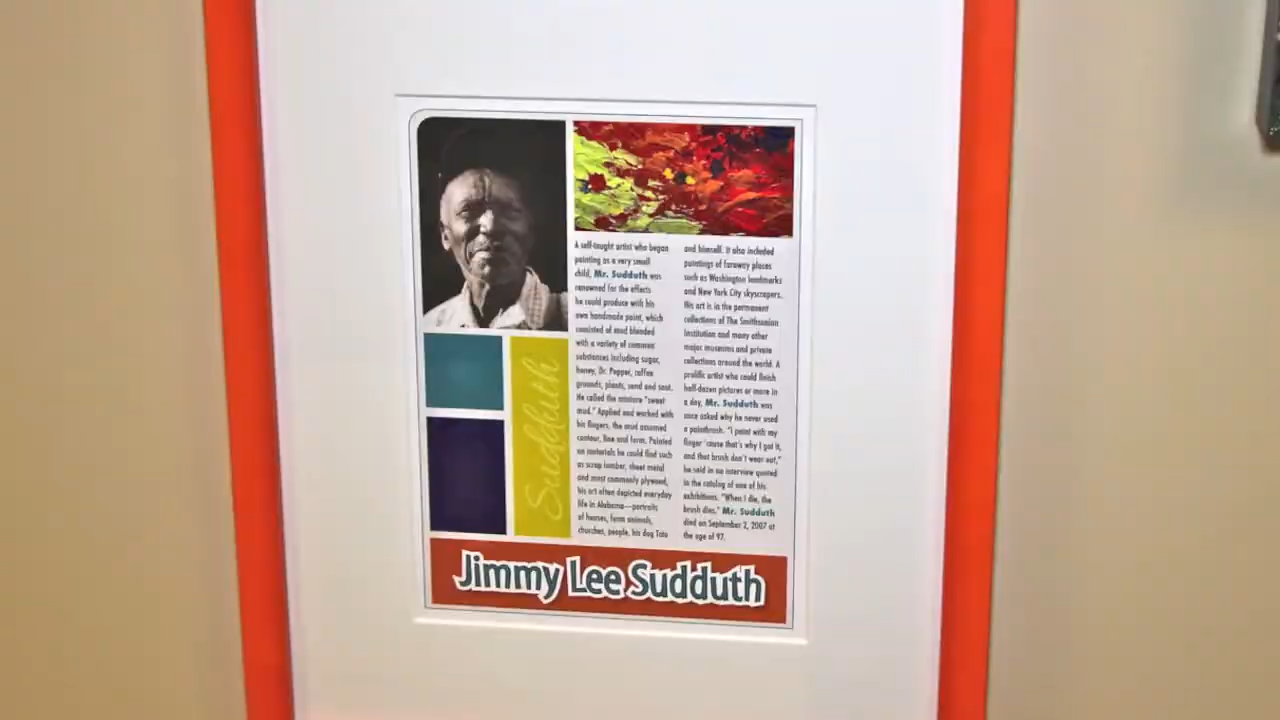 A self-taught artist who began
painting as a very small
child, Mr. Sudduth was
renowned for the effects
he could produce with his
own handmade paint, which
consisted of mud blended
with a variety of common
substances including sugar,
honey, Dr. Pepper, coffee
grounds, plants, sand and soot.
He called the mixture "sweet
mud." Applied and worked with
his fingers, the mud assumed
contour, line and form. Painted
on materials he could find such
as scrap lumber, sheet metal
and most commonly plywood,
his art often depicted everyday
life in Alabama—portraits
of houses, farm animals,
churches, people, his dog Toto
and himself. It also included
paintings of faraway places
such as Washington landmarks
and New York City skyscrapers.
His art is in the permanent
collections of The Smithsonian
Institution and many other
major museums and private
collections around the world. A
prolific artist who could finish
half-dozen pictures or more in
a day, Mr. Sudduth was
once asked why he never used
a paintbrush. "I paint with my
finger 'cause that's why I got it,
and that brush don't wear out,"
he said in an interview quoted
in the catalog of one of his
exhibitions. "When I die, the
brush dies." Mr. Sudduth
died on September 2, 2007 at
the age of 97.
Sudduth
Jimmy Lee Sudduth